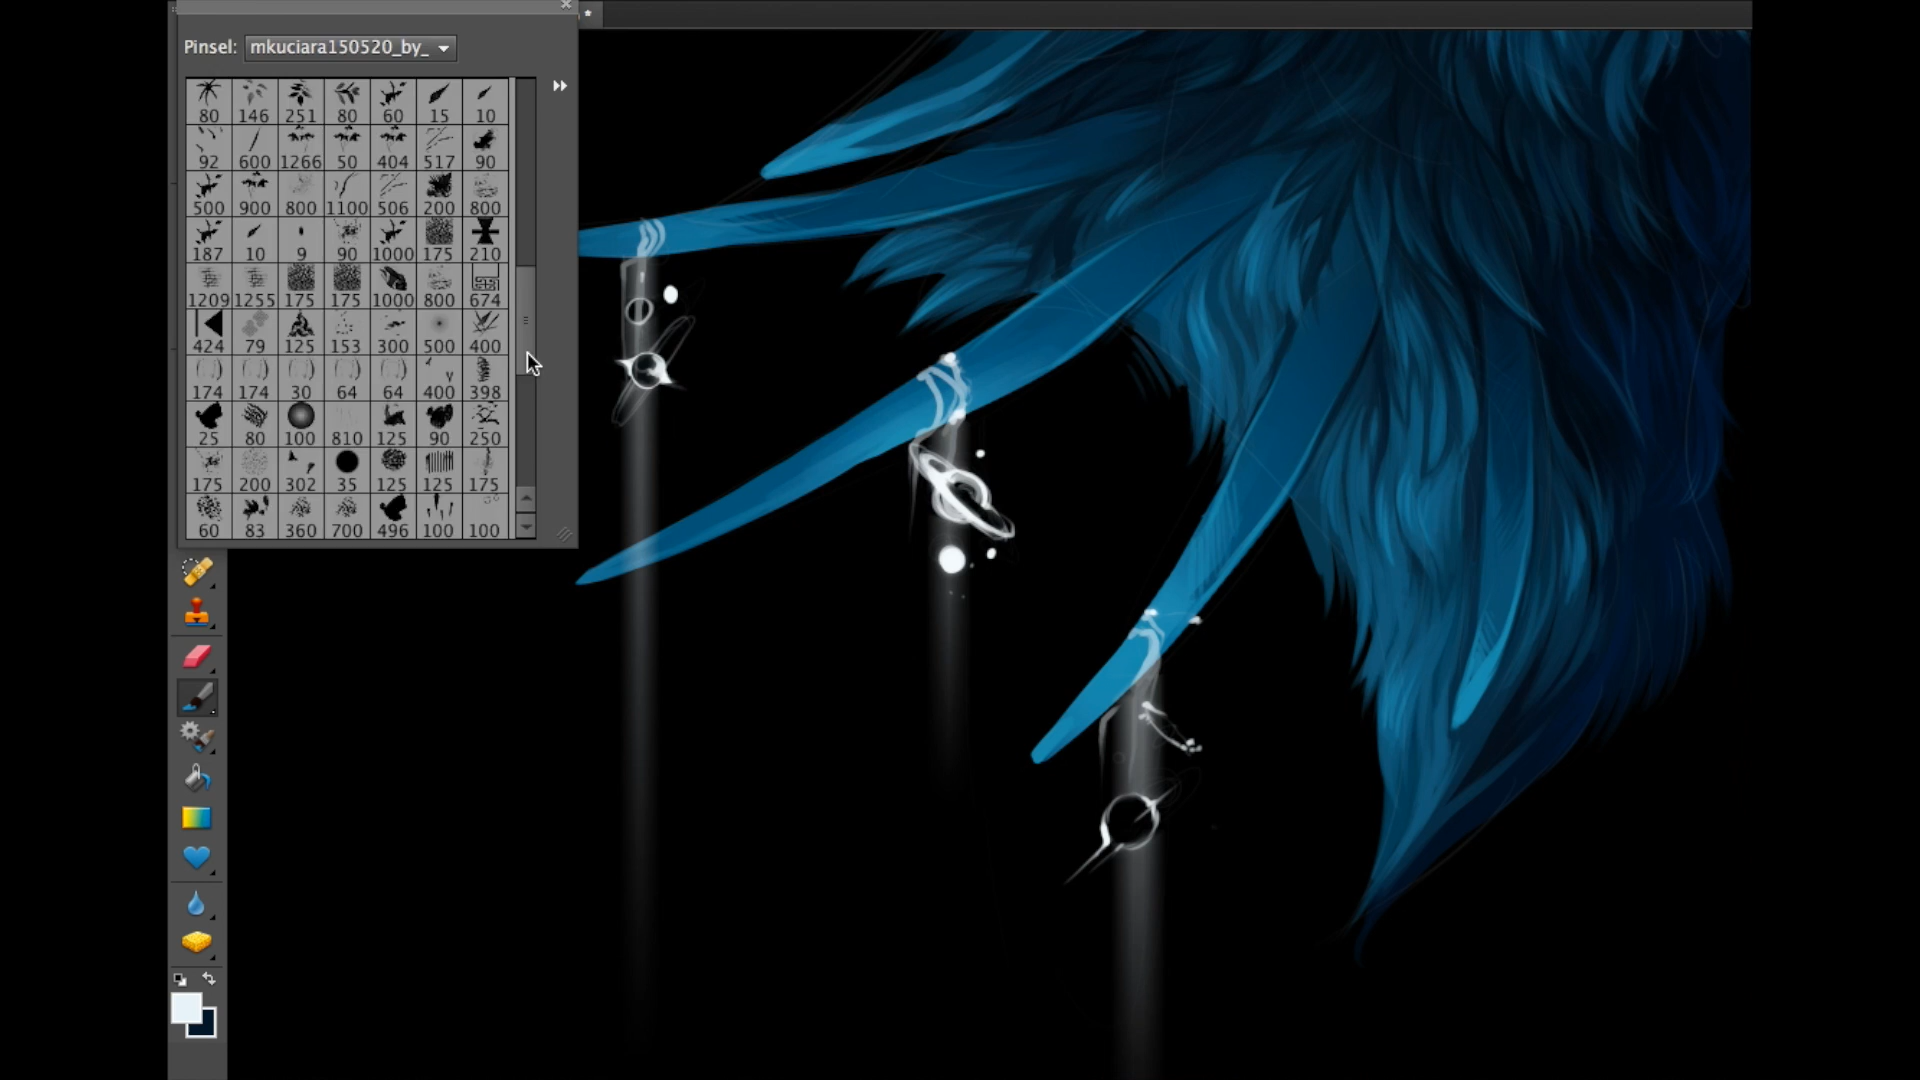 Pinsel: mkuciara150520_by_
80 146 251 80 60 15 10
92 600 1266 50 404 517 90
500 900 800 1100 506 200 800
187 10 9 90 1000 175 210
1209 1255 175 175 1000 800 674
424 79 125 153 300 500 400
174 174 30 64 64 400 398
25 80 100 810 125 90 250
175 200 302 35 125 125 175
60 83 360 700 496 100 100